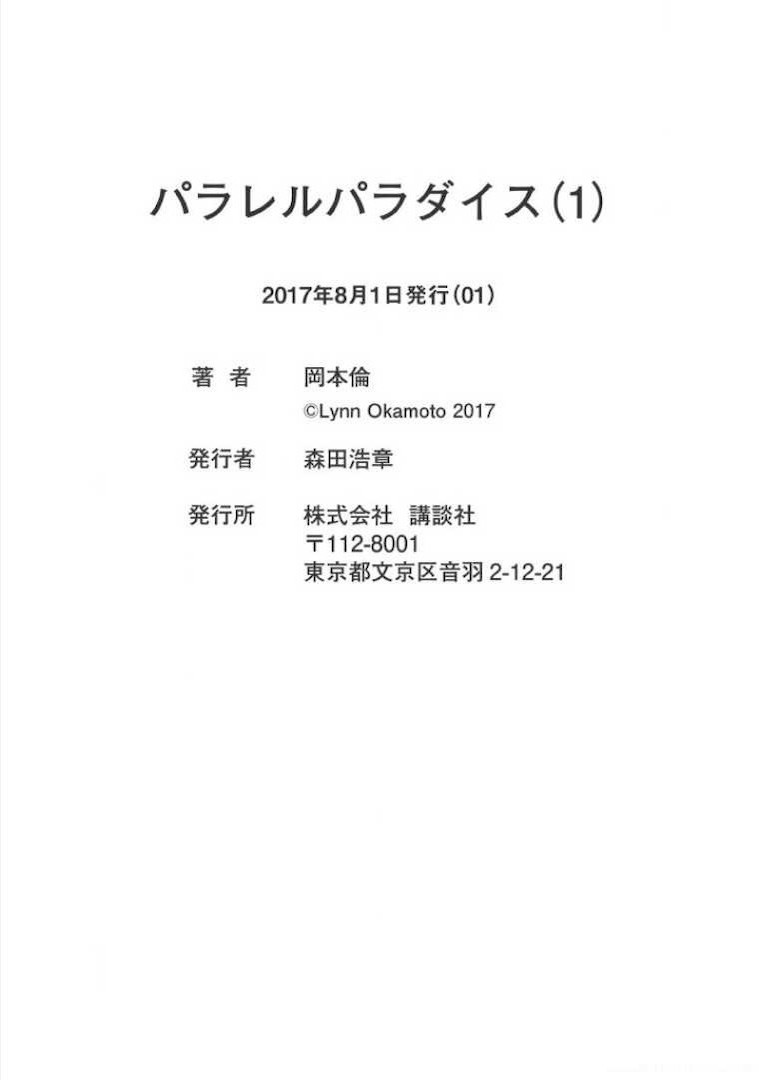 パラレルパラダイス(1)
2017年8月1日発行(01)
著 者 岡本倫
©Lynn Okamoto 2017
発行者 森田浩章
発行所 株式会社 講談社
〒112-8001
東京都文京区音羽 2-12-21